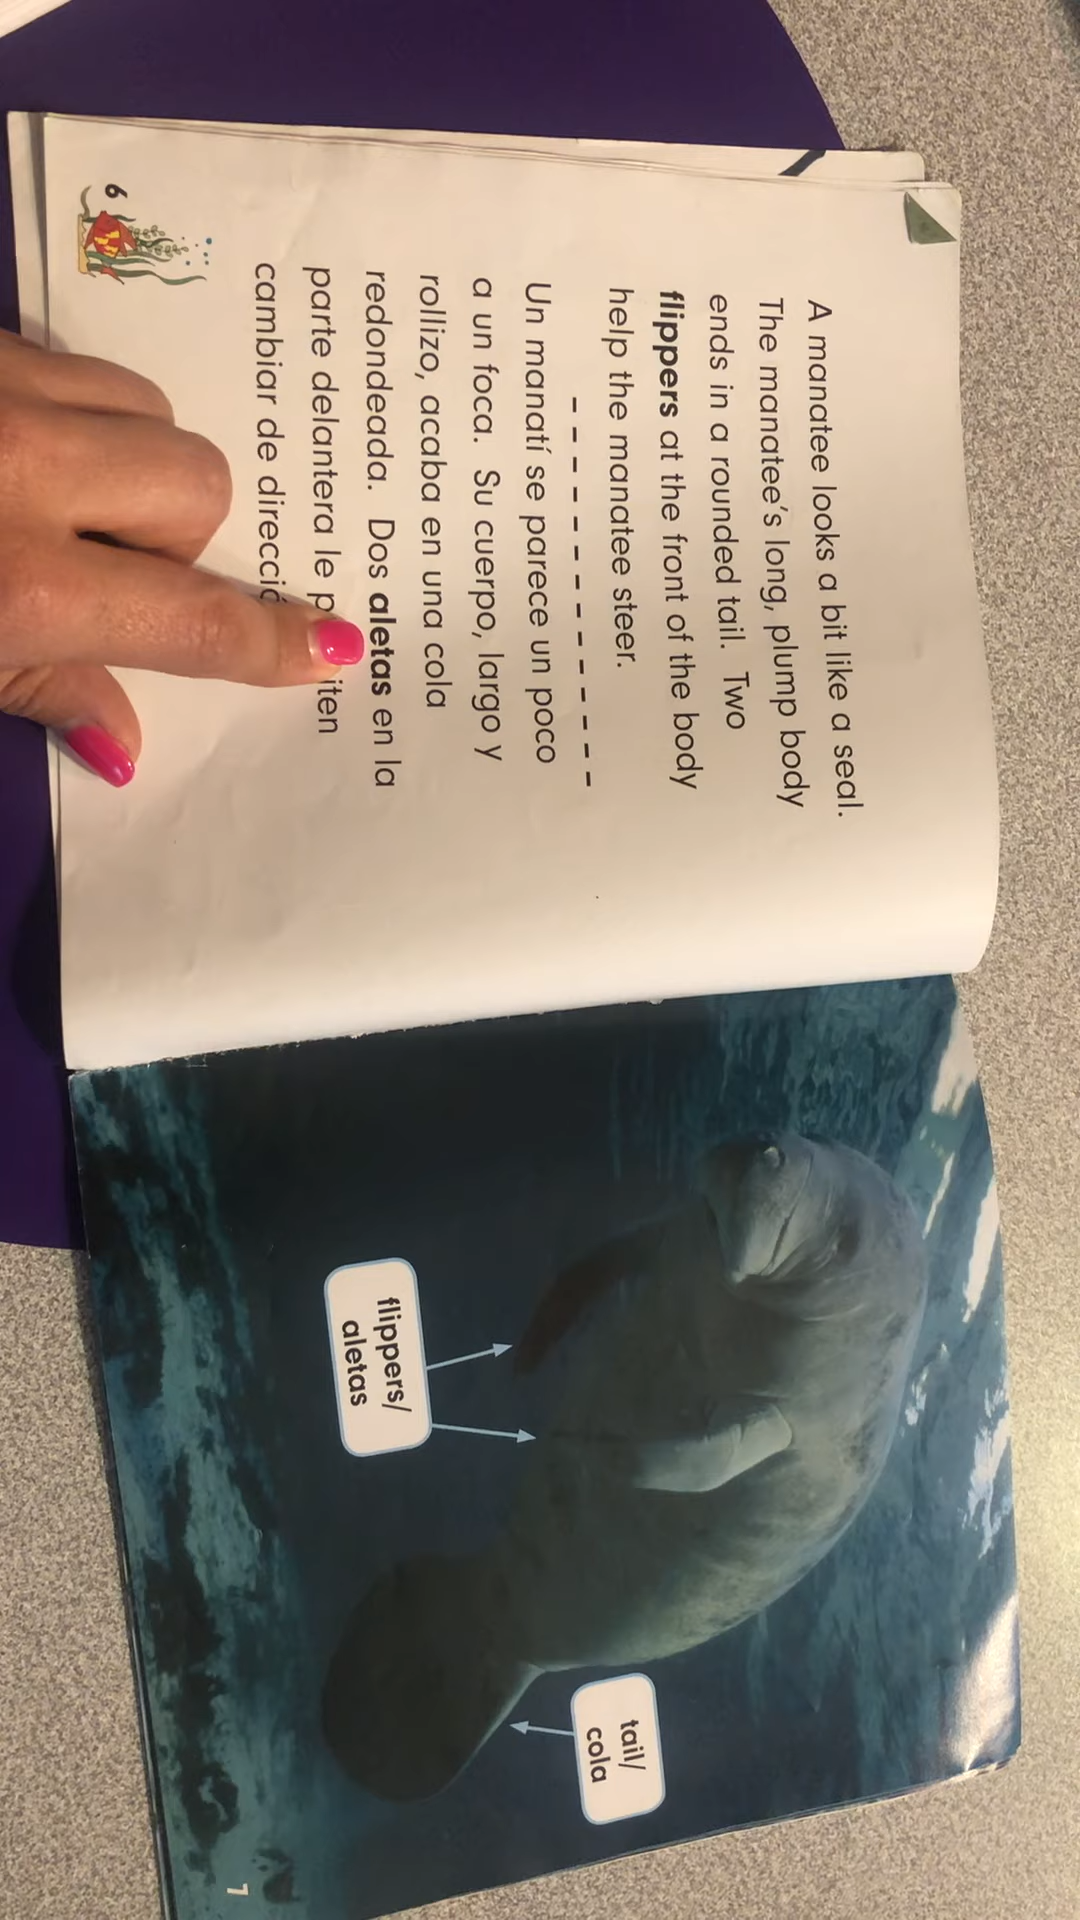 A manatee looks a bit like a seal.
The manatee's long, plump body
ends in a rounded tail. Two
flippers at the front of the body
help the manatee steer.
- - - - - - - - - - - - -
Un manatí se parece un poco
a un foca. Su cuerpo, largo y
rollizo, acaba en una cola
redondeada. Dos aletas en la
parte delantera le
cambiar de
6
flippers/
aletas
tail/
cola
7